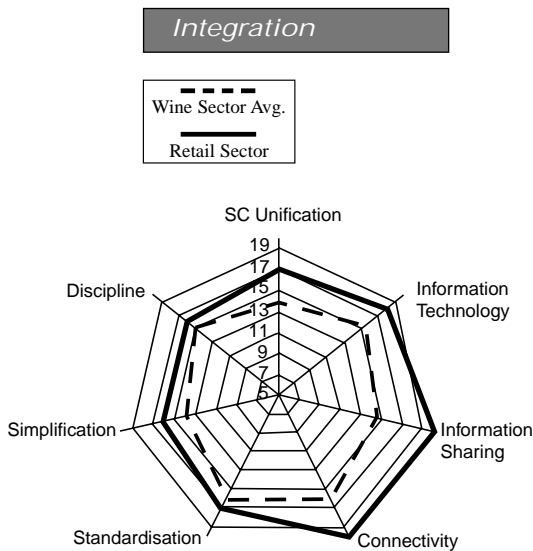 Integration
Wine Sector Avg.
Retail Sector
SC Unification
19
17
15
13
11
9
7
5
Information
Technology
Discipline
Information
Sharing
Simplification
Standardisation
Connectivity